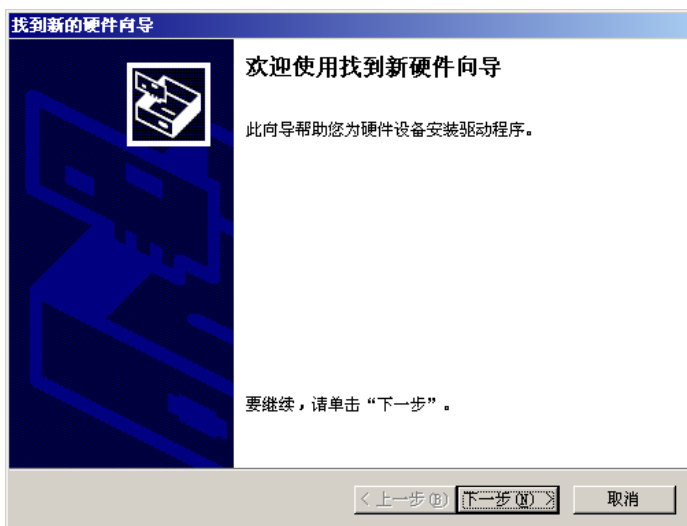 找到新的硬件向导
欢迎使用找到新硬件向导
此向导帮助您为硬件设备安装驱动程序。
要继续，请单击“下一步”。
< 上一步(B)
下一步(N) >
取消